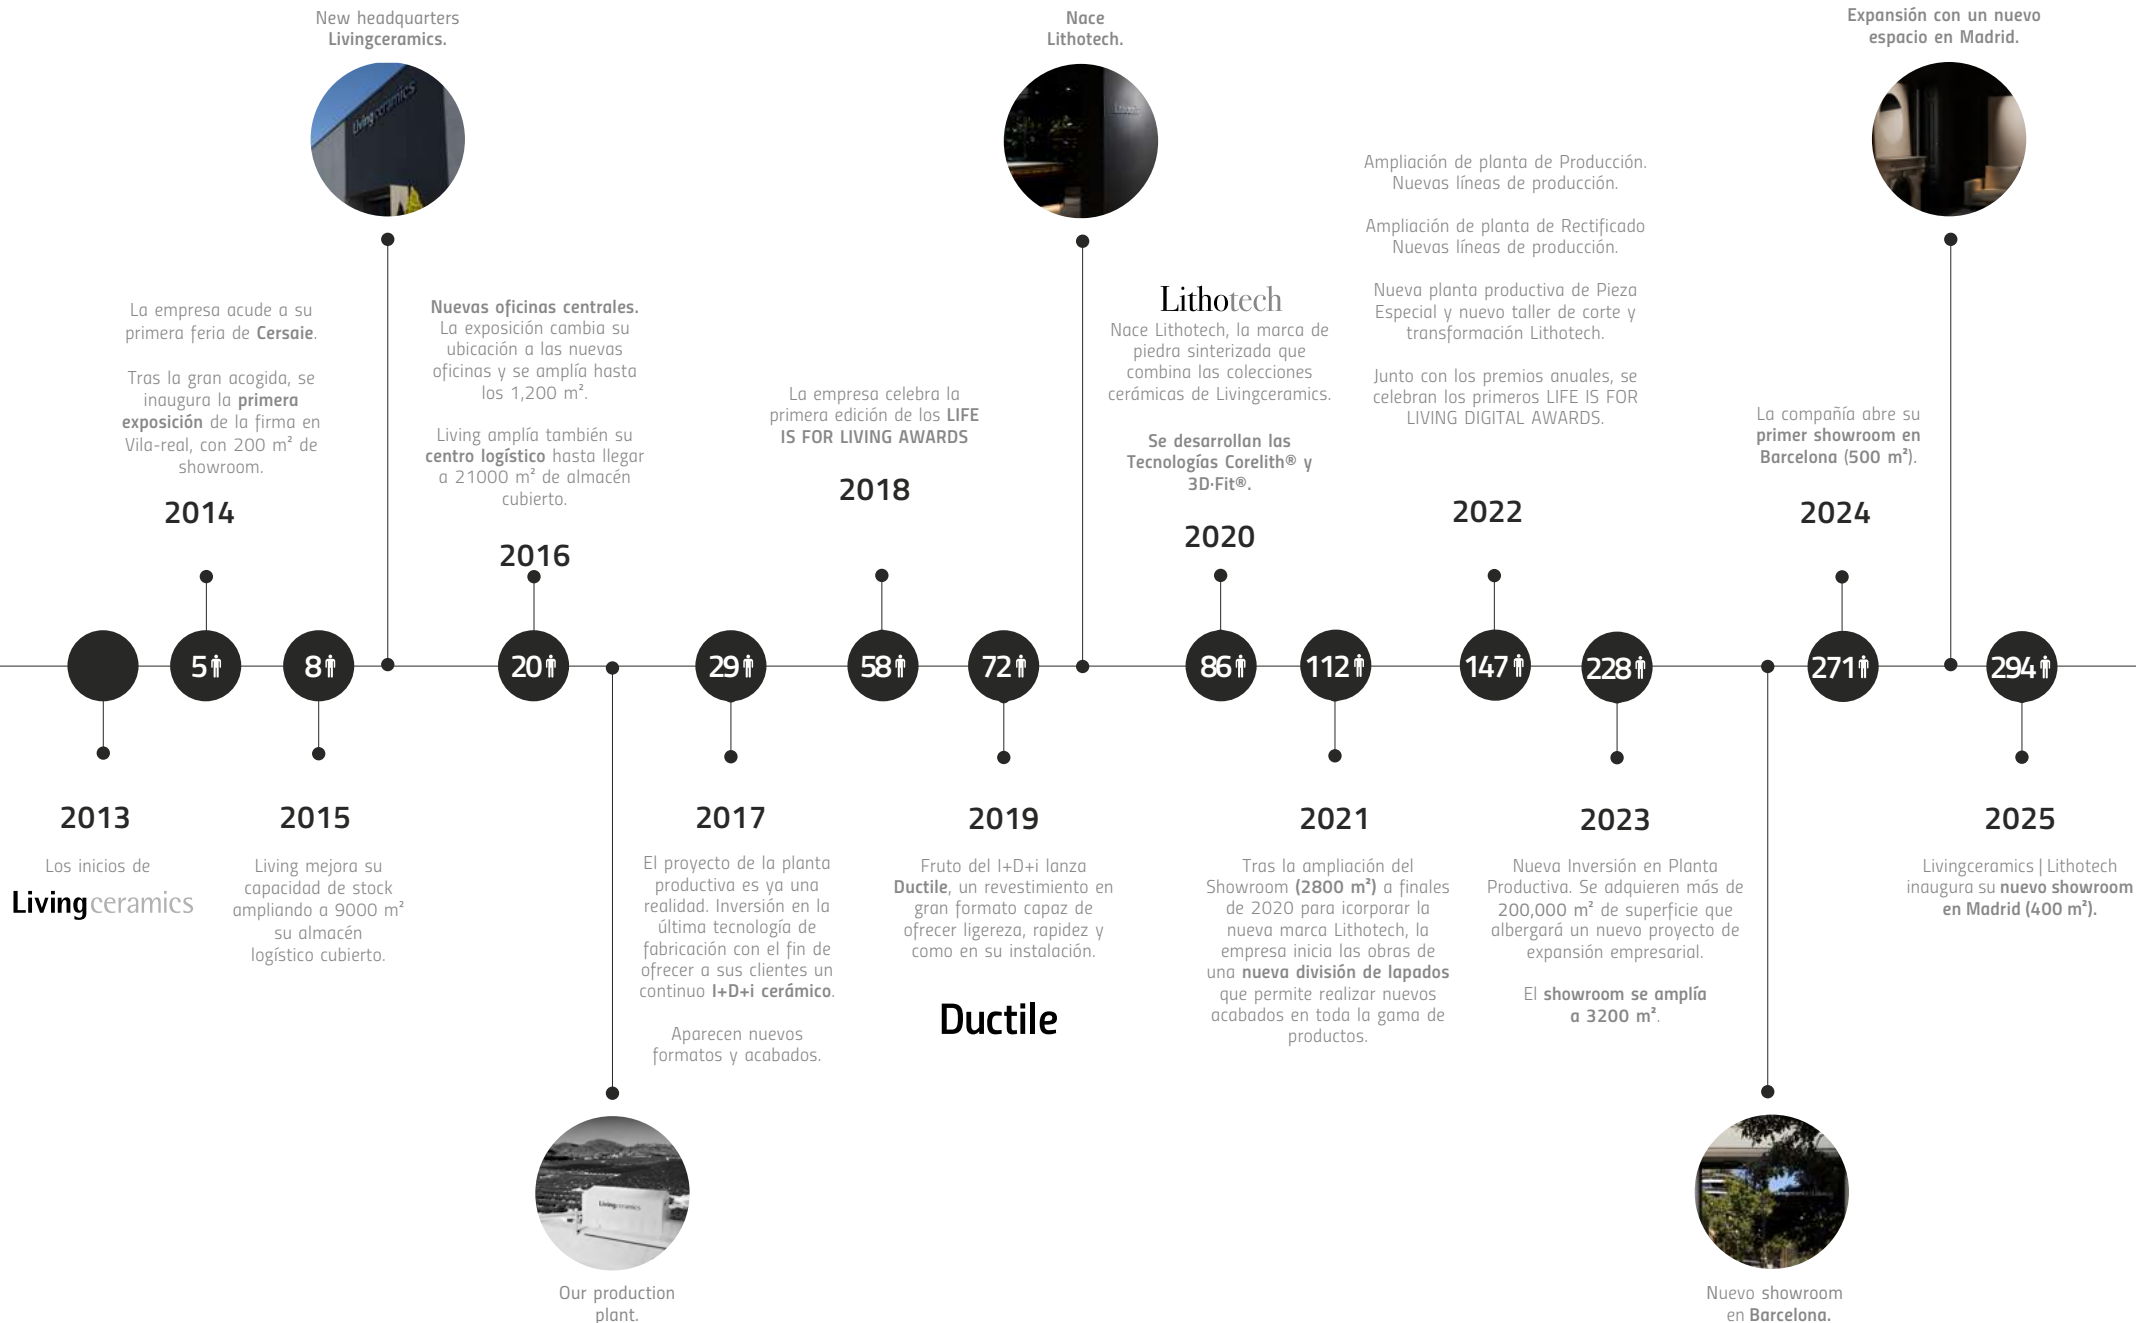 New headquarters
Livingceramics.
Livingceramics
Nace
Lithotech.
Expansión con un nuevo
espacio en Madrid.
La empresa acude a su
primera feria de Cersaie.
Tras la gran acogida, se
inaugura la primera
exposición de la firma en
Vila-real, con 200 m² de
showroom.
2014
Nuevas oficinas centrales.
La exposición cambia su
ubicación a las nuevas
oficinas y se amplía hasta
los 1,200 m².
Living amplía también su
centro logístico hasta llegar
a 21000 m² de almacén
cubierto.
2016
La empresa celebra la
primera edición de los LIFE
IS FOR LIVING AWARDS
2018
Lithotech
Nace Lithotech, la marca de
piedra sinterizada que
combina las colecciones
cerámicas de Livingceramics.
Se desarrollan las
Tecnologías Corelith® y
3D·Fit®.
2020
Ampliación de planta de Producción.
Nuevas líneas de producción.
Ampliación de planta de Rectificado
Nuevas líneas de producción.
Nueva planta productiva de Pieza
Especial y nuevo taller de corte y
transformación Lithotech.
Junto con los premios anuales, se
celebran los primeros LIFE IS FOR
LIVING DIGITAL AWARDS.
2022
La compañía abre su
primer showroom en
Barcelona (500 m²).
2024
5
8
20
29
58
72
86
112
147
228
271
294
2013
Los inicios de
Livingceramics
2015
Living mejora su
capacidad de stock
ampliando a 9000 m²
su almacén
logístico cubierto.
2017
El proyecto de la planta
productiva es ya una
realidad. Inversión en la
última tecnología de
fabricación con el fin de
ofrecer a sus clientes un
continuo I+D+i cerámico.
Aparecen nuevos
formatos y acabados.
2019
Fruto del I+D+i lanza
Ductile, un revestimiento en
gran formato capaz de
ofrecer ligereza, rapidez y
como en su instalación.
Ductile
2021
Tras la ampliación del
Showroom (2800 m²) a finales
de 2020 para icorporar la
nueva marca Lithotech, la
empresa inicia las obras de
una nueva división de lapados
que permite realizar nuevos
acabados en toda la gama de
productos.
2023
Nueva Inversión en Planta
Productiva. Se adquieren más de
200,000 m² de superficie que
albergará un nuevo proyecto de
expansión empresarial.
El showroom se amplía
a 3200 m².
2025
Livingceramics | Lithotech
inaugura su nuevo showroom
en Madrid (400 m²).
Livingceramics
Our production
plant.
Nuevo showroom
en Barcelona.